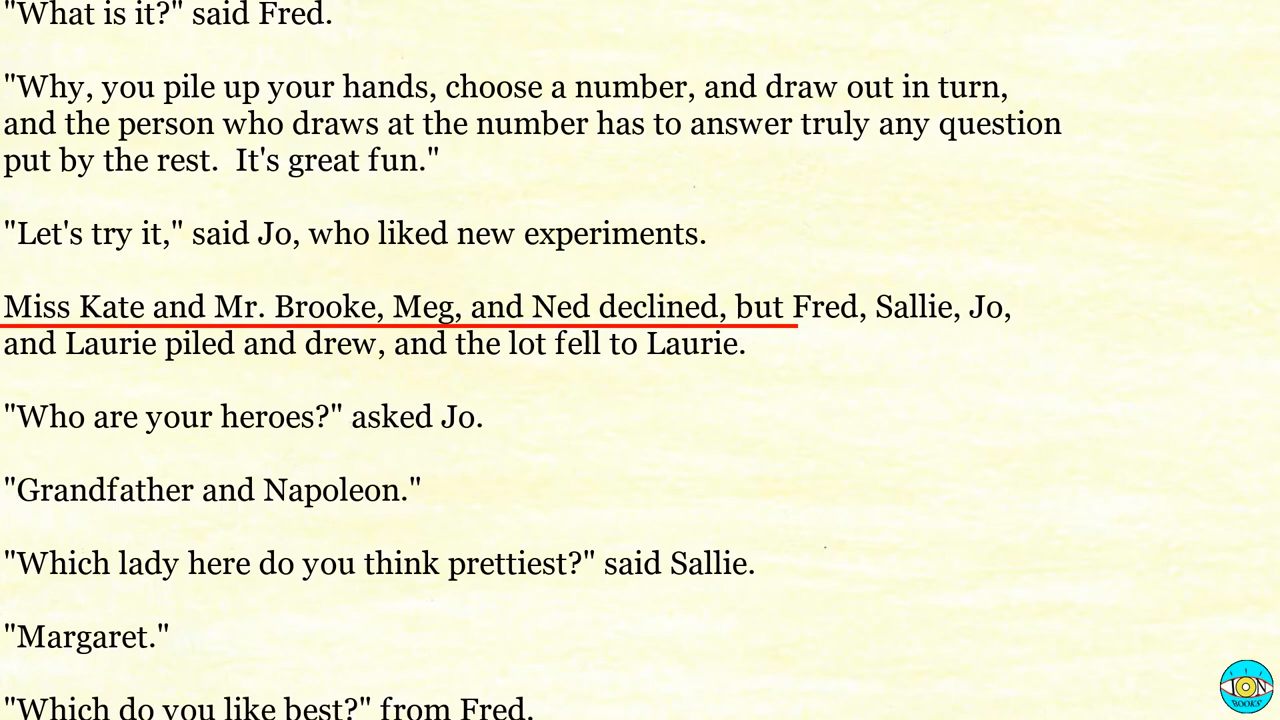 "What is it?" said Fred.
"Why, you pile up your hands, choose a number, and draw out in turn,
and the person who draws at the number has to answer truly any question
put by the rest.  It's great fun."
"Let's try it," said Jo, who liked new experiments.
Miss Kate and Mr. Brooke, Meg, and Ned declined, but Fred, Sallie, Jo,
and Laurie piled and drew, and the lot fell to Laurie.
"Who are your heroes?" asked Jo.
"Grandfather and Napoleon."
"Which lady here do you think prettiest?" said Sallie.
"Margaret."
"Which do you like best?" from Fred.
ION
BOOKS